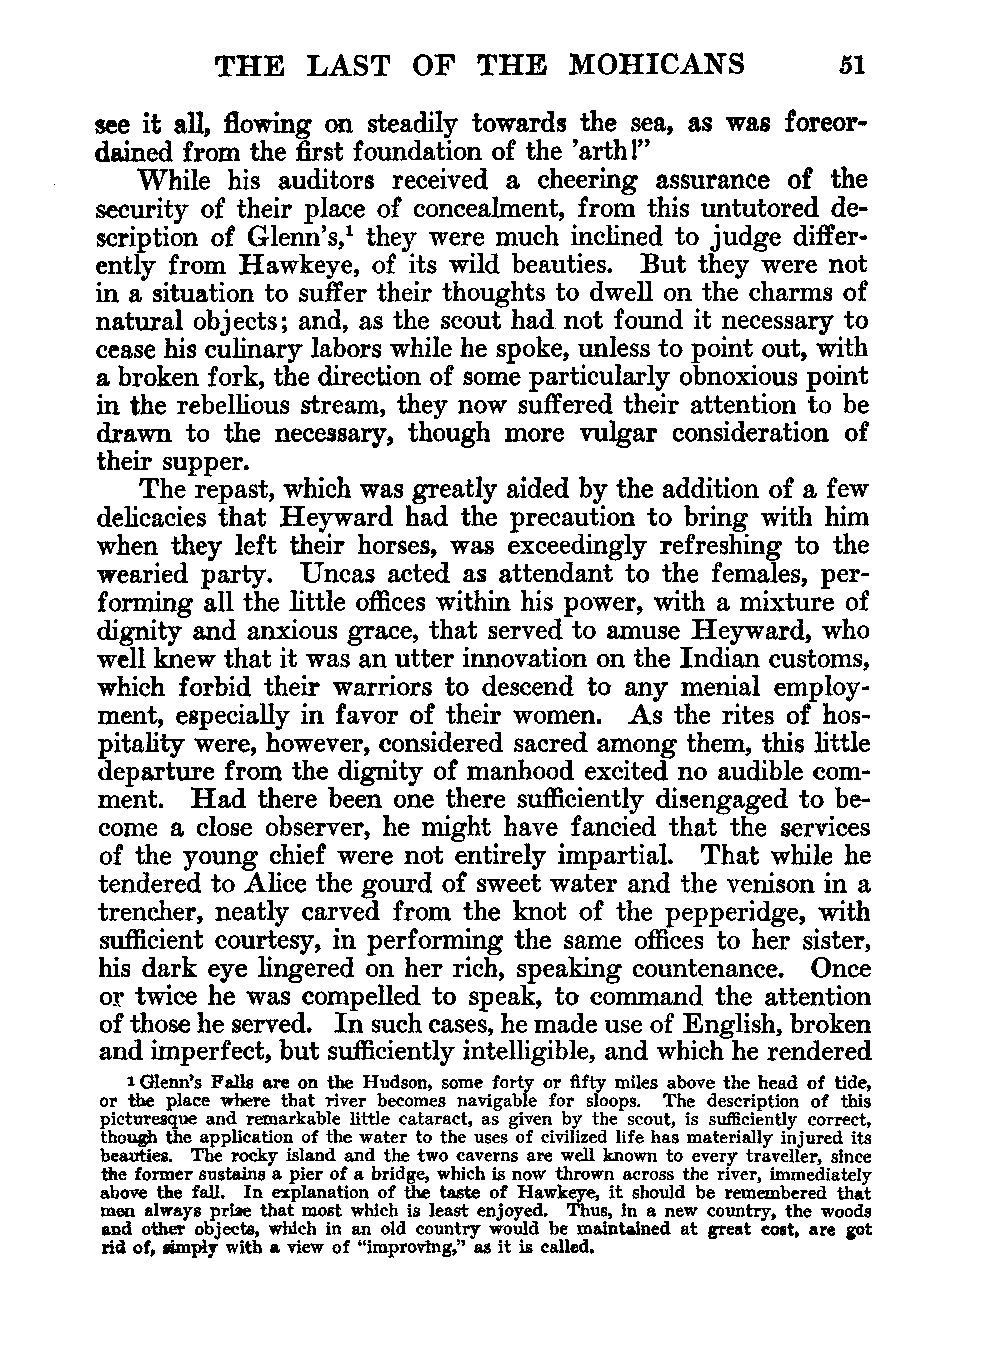 THE LAST OF THE MOHICANS 51
see it all, flowing on steadily towards the sea, as was foreor-
dained from the first foundation of the 'arth!"
While his auditors received a cheering assurance of the
security of their place of concealment, from this untutored de-
scription of Glenn's,¹ they were much inclined to judge differ-
ently from Hawkeye, of its wild beauties. But they were not
in a situation to suffer their thoughts to dwell on the charms of
natural objects; and, as the scout had not found it necessary to
cease his culinary labors while he spoke, unless to point out, with
a broken fork, the direction of some particularly obnoxious point
in the rebellious stream, they now suffered their attention to be
drawn to the necessary, though more vulgar consideration of
their supper.
The repast, which was greatly aided by the addition of a few
delicacies that Heyward had the precaution to bring with him
when they left their horses, was exceedingly refreshing to the
wearied party. Uncas acted as attendant to the females, per-
forming all the little offices within his power, with a mixture of
dignity and anxious grace, that served to amuse Heyward, who
well knew that it was an utter innovation on the Indian customs,
which forbid their warriors to descend to any menial employ-
ment, especially in favor of their women. As the rites of hos-
pitality were, however, considered sacred among them, this little
departure from the dignity of manhood excited no audible com-
ment. Had there been one there sufficiently disengaged to be-
come a close observer, he might have fancied that the services
of the young chief were not entirely impartial. That while he
tendered to Alice the gourd of sweet water and the venison in a
trencher, neatly carved from the knot of the pepperidge, with
sufficient courtesy, in performing the same offices to her sister,
his dark eye lingered on her rich, speaking countenance. Once
or twice he was compelled to speak, to command the attention
of those he served. In such cases, he made use of English, broken
and imperfect, but sufficiently intelligible, and which he rendered
¹ Glenn's Falls are on the Hudson, some forty or fifty miles above the head of tide,
or the place where that river becomes navigable for sloops. The description of this
picturesque and remarkable little cataract, as given by the scout, is sufficiently correct,
though the application of the water to the uses of civilized life has materially injured its
beauties. The rocky island and the two caverns are well known to every traveller, since
the former sustains a pier of a bridge, which is now thrown across the river, immediately
above the fall. In explanation of the taste of Hawkeye, it should be remembered that
men always prize that most which is least enjoyed. Thus, in a new country, the woods
and other objects, which in an old country would be maintained at great cost, are got
rid of, simply with a view of "improving," as it is called.